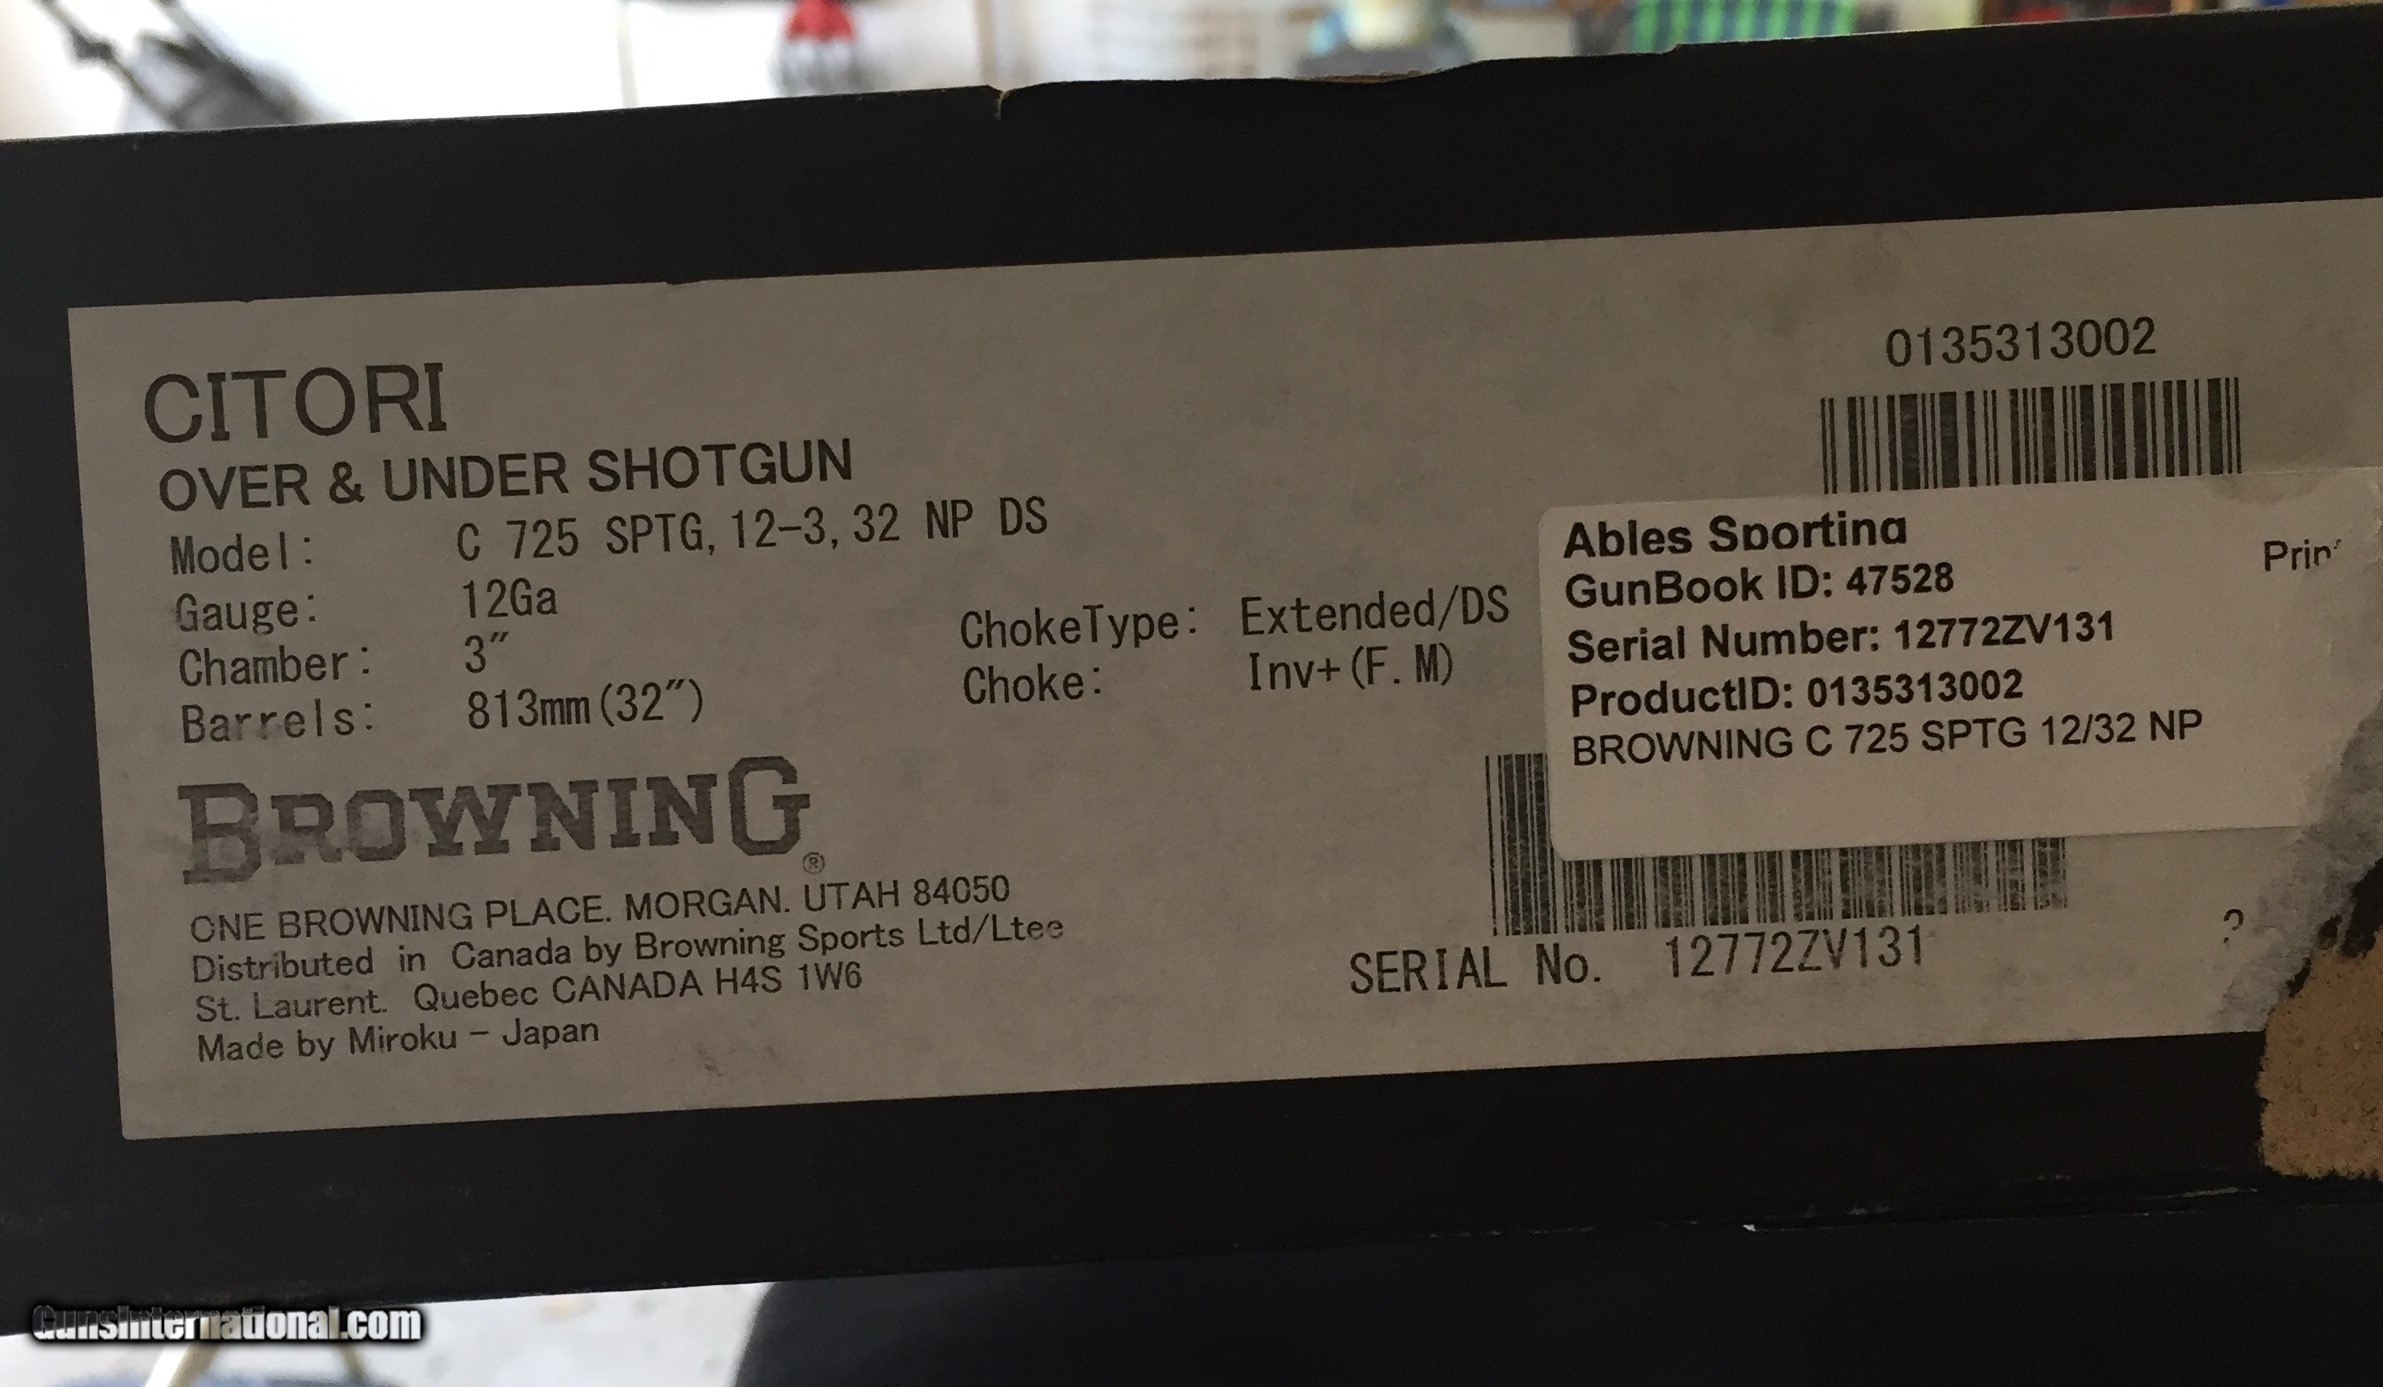 CITORI
OVER & UNDER SHOTGUN
Model: C 725 SPTG, 12-3, 32 NP DS
Gauge: 12Ga
Chamber: 3″
Barrels: 813mm(32″)
ChokeType: Extended/DS
Choke: Inv+(F. M)
BROWNING®
ONE BROWNING PLACE. MORGAN. UTAH 84050
Distributed in Canada by Browning Sports Ltd/Ltee
St. Laurent. Quebec CANADA H4S 1W6
Made by Miroku - Japan
0135313002
Ables Sporting
GunBook ID: 47528
Serial Number: 12772ZV131
ProductID: 0135313002
BROWNING C 725 SPTG 12/32 NP
SERIAL No. 12772ZV131
?
GunsInternational.com